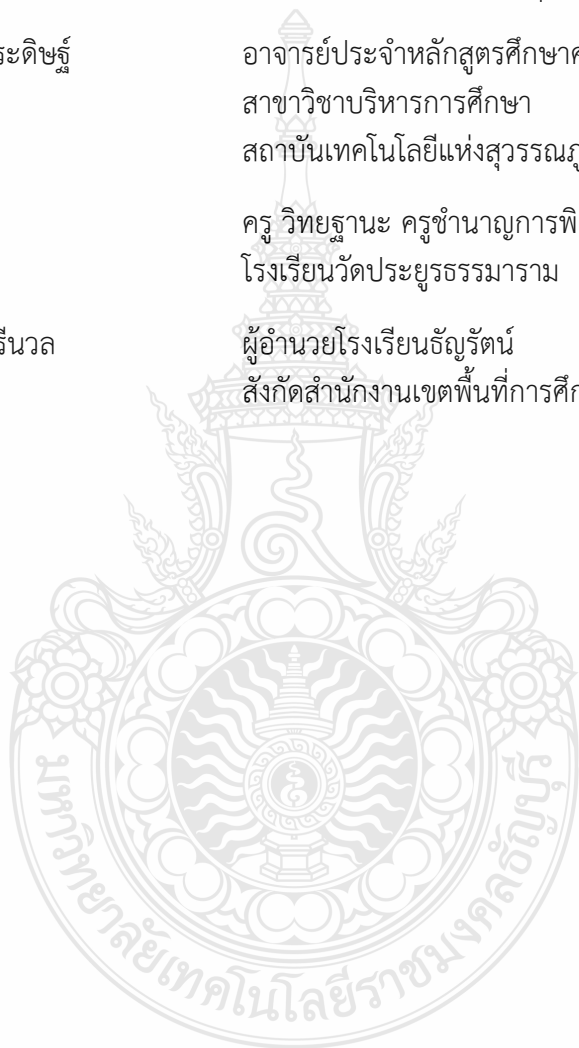 ระดิษฐ์ อาจารย์ประจำหลักสูตรศึกษาศ
สาขาวิชาบริหารการศึกษา
สถาบันเทคโนโลยีแห่งสุวรรณภู
ครู วิทยฐานะ ครูชำนาญการพิ
โรงเรียนวัดประยูรธรรมาราม
รีนวล ผู้อำนวยโรงเรียนธัญรัตน์
สังกัดสำนักงานเขตพื้นที่การศึก
มหาวิทยาลัยเทคโนโลยีราชมงคลธัญบุรี